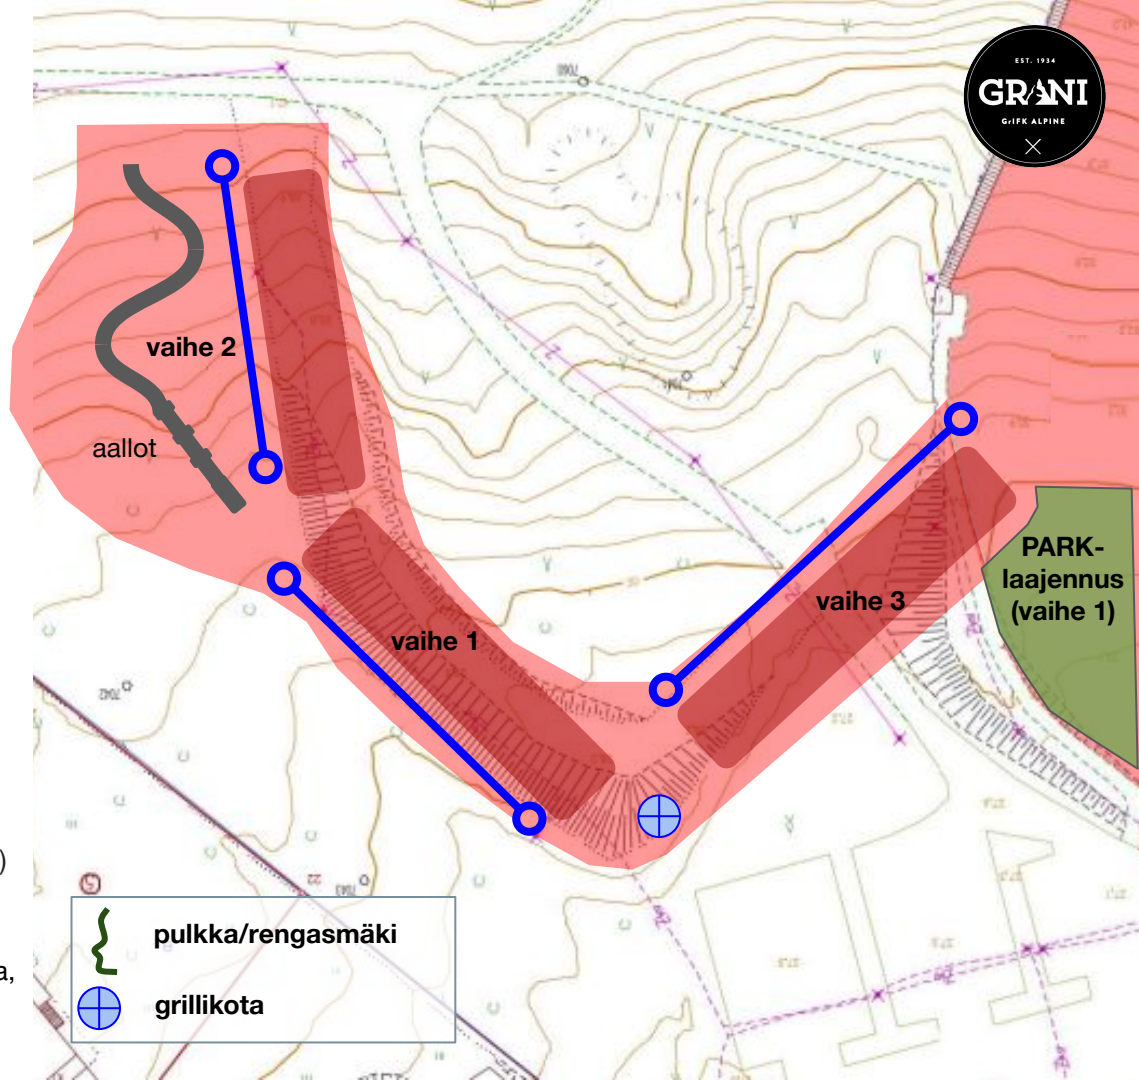 EST. 1934
GRANI
GrIFK ALPINE
vaihe 2
aallot
PARK-
laajennus
(vaihe 1)
vaihe 3
vaihe 1
)
a,
pulkka/rengasmäki
grillikota
22